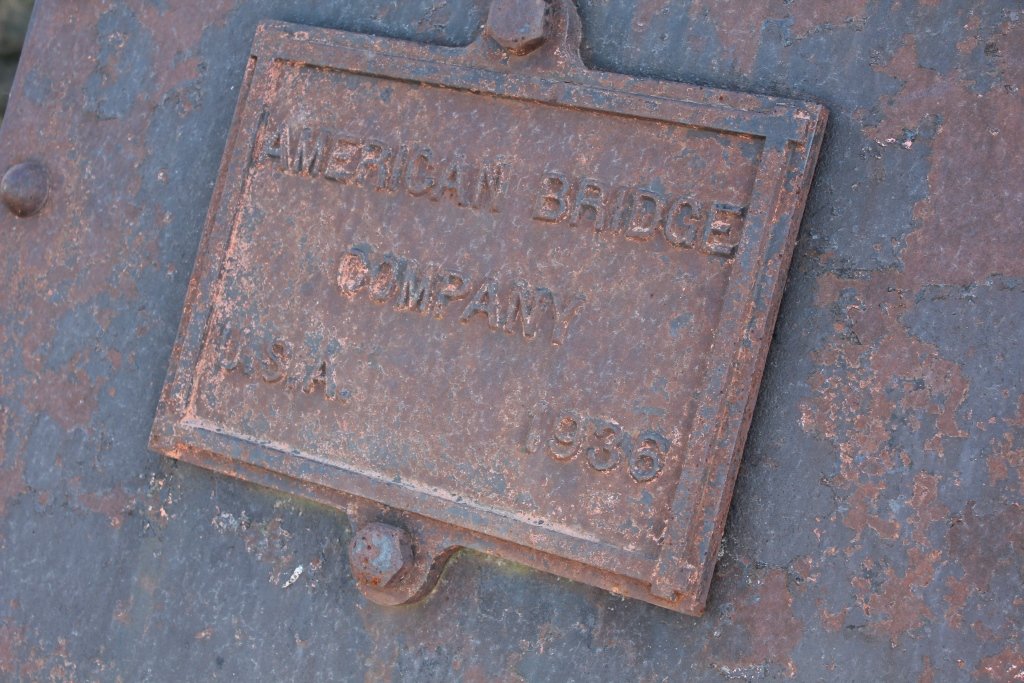 AMERICAN BRIDGE
COMPANY
U.S.A.
1936